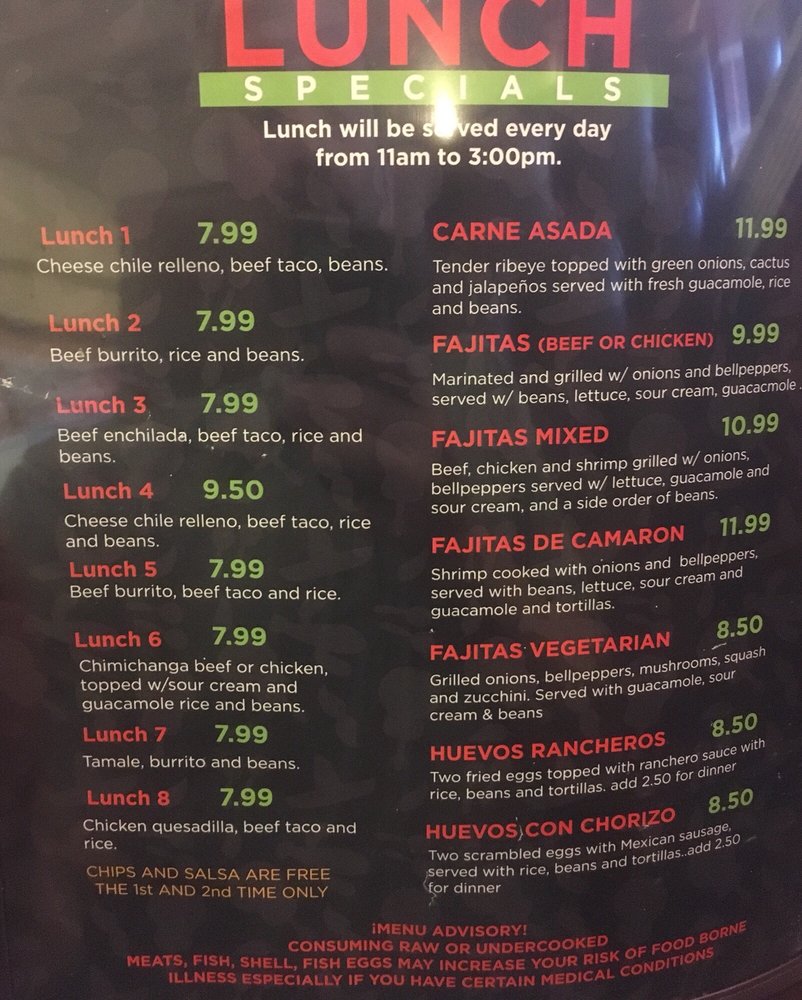 LUNCH
SPECIALS
Lunch will be served every day
from 11am to 3:00pm.
Lunch 1 7.99
Cheese chile relleno, beef taco, beans.
Lunch 2 7.99
Beef burrito, rice and beans.
Lunch 3 7.99
Beef enchilada, beef taco, rice and
beans.
Lunch 4 9.50
Cheese chile relleno, beef taco, rice
and beans.
Lunch 5 7.99
Beef burrito, beef taco and rice.
Lunch 6 7.99
Chimichanga beef or chicken,
topped w/sour cream and
guacamole rice and beans.
Lunch 7 7.99
Tamale, burrito and beans.
Lunch 8 7.99
Chicken quesadilla, beef taco and
rice.
CHIPS AND SALSA ARE FREE
THE 1st AND 2nd TIME ONLY
CARNE ASADA 11.99
Tender ribeye topped with green onions, cactus
and jalapeños served with fresh guacamole, rice
and beans.
FAJITAS (BEEF OR CHICKEN) 9.99
Marinated and grilled w/ onions and bellpeppers,
served w/ beans, lettuce, sour cream, guacacmole.
FAJITAS MIXED 10.99
Beef, chicken and shrimp grilled w/ onions,
bellpeppers served w/ lettuce, guacamole and
sour cream, and a side order of beans.
FAJITAS DE CAMARON 11.99
Shrimp cooked with onions and bellpeppers,
served with beans, lettuce, sour cream and
guacamole and tortillas.
FAJITAS VEGETARIAN 8.50
Grilled onions, bellpeppers, mushrooms, squash
and zucchini. Served with guacamole, sour
cream & beans
HUEVOS RANCHEROS 8.50
Two fried eggs topped with ranchero sauce with
rice, beans and tortillas. add 2.50 for dinner
HUEVOS CON CHORIZO 8.50
Two scrambled eggs with Mexican sausage,
served with rice, beans and tortillas..add 2.50
for dinner
¡MENU ADVISORY!
CONSUMING RAW OR UNDERCOOKED
MEATS, FISH, SHELL, FISH EGGS MAY INCREASE YOUR RISK OF FOOD BORNE
ILLNESS ESPECIALLY IF YOU HAVE CERTAIN MEDICAL CONDITIONS